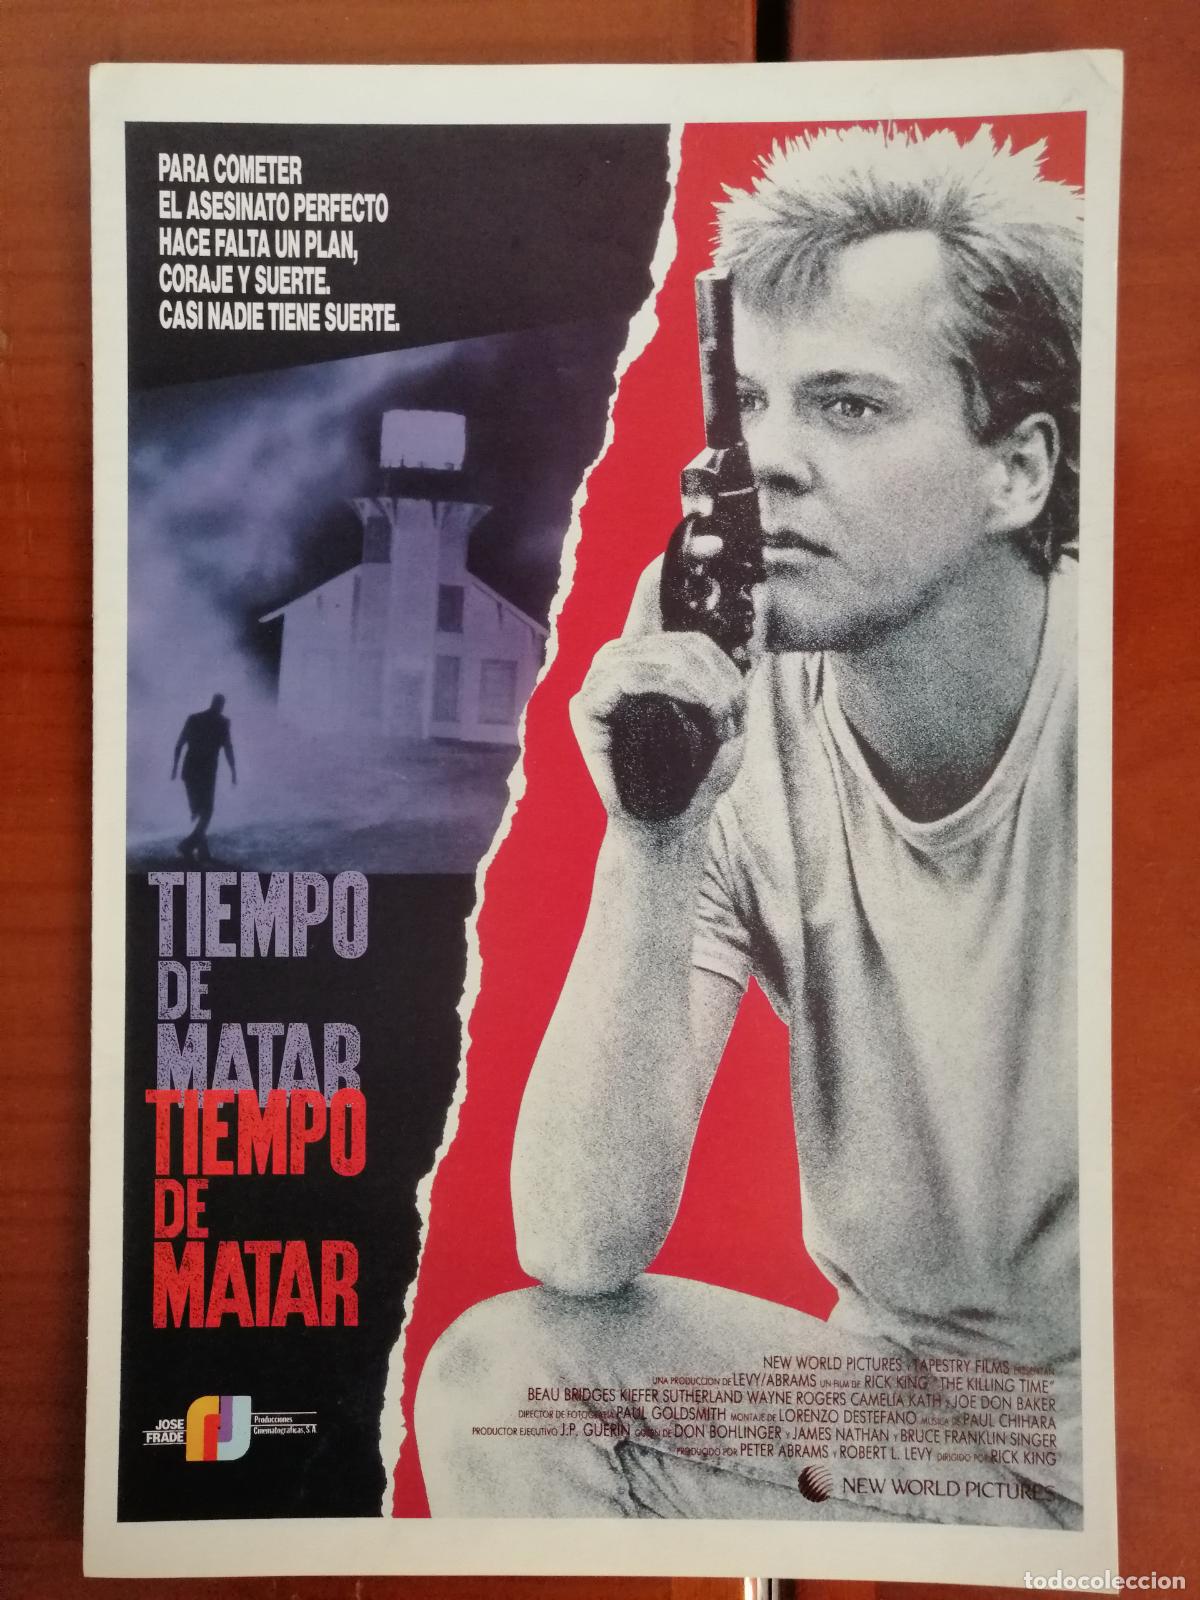 PARA COMETER
EL ASESINATO PERFECTO
HACE FALTA UN PLAN,
CORAJE Y SUERTE.
CASI NADIE TIENE SUERTE.
TIEMPO
DE
MATAR
TIEMPO
DE
MATAR
JOSE
FRADE
Producciones
Cinematográficas, S.A.
NEW WORLD PICTURES Y TAPESTRY FILMS PRESENTAN
UNA PRODUCCION DE LEVY/ABRAMS UN FILM DE RICK KING "THE KILLING TIME"
BEAU BRIDGES KIEFER SUTHERLAND WAYNE ROGERS CAMELIA KATH Y JOE DON BAKER
DIRECTOR DE FOTOGRAFIA PAUL GOLDSMITH MONTAJE DE LORENZO DESTEFANO MUSICA DE PAUL CHIHARA
PRODUCTOR EJECUTIVO J.P. GUERIN GUION DE DON BOHLINGER Y JAMES NATHAN Y BRUCE FRANKLIN SINGER
PRODUCIDO POR PETER ABRAMS Y ROBERT L. LEVY DIRIGIDO POR RICK KING
NEW WORLD PICTURES
todocoleccion